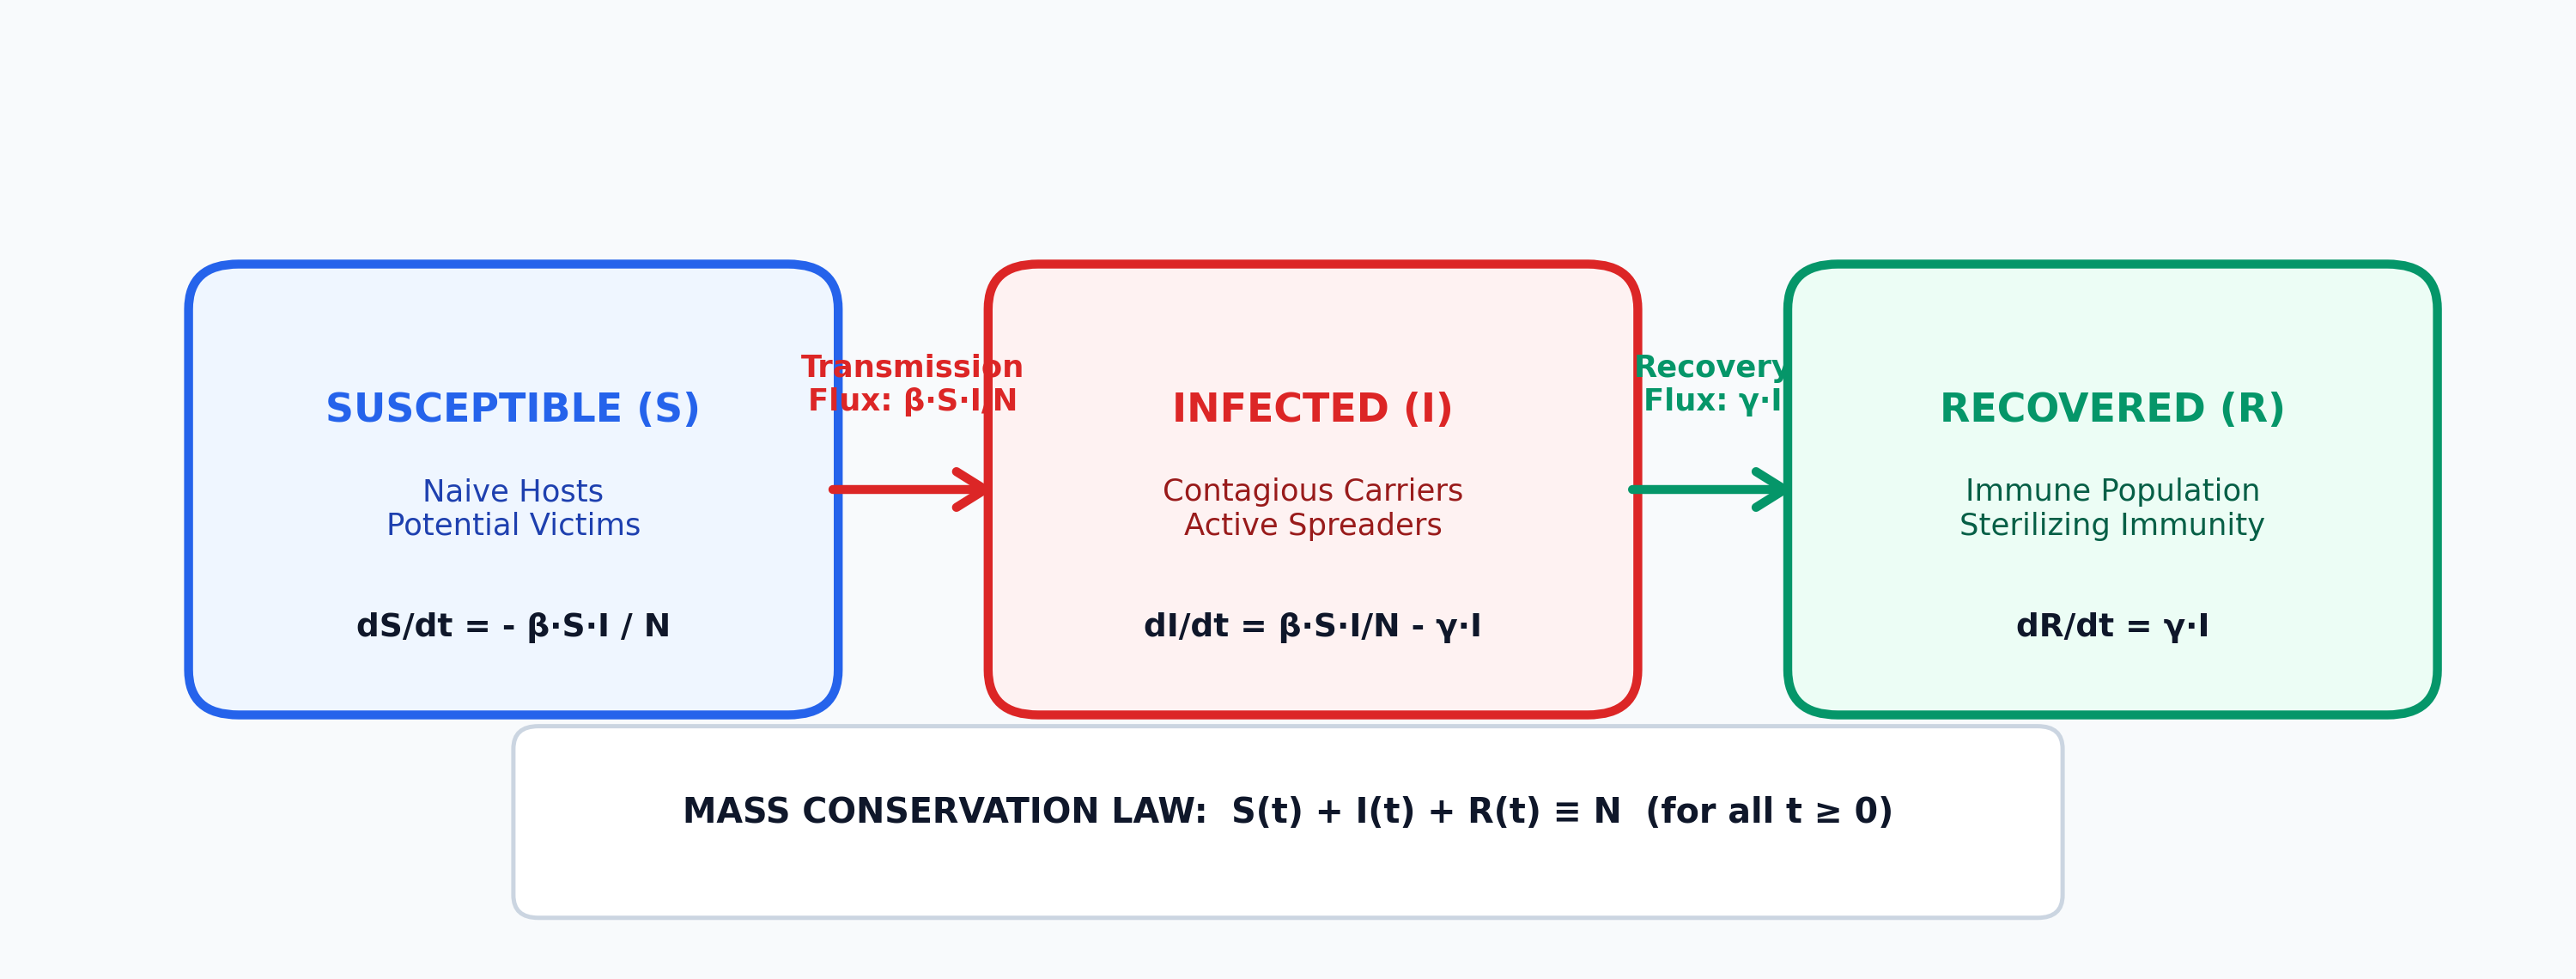 SUSCEPTIBLE (S)
Naive Hosts
Potential Victims
dS/dt = - β·S·I / N
Transmission
Flux: β·S·I/N
INFECTED (I)
Contagious Carriers
Active Spreaders
dI/dt = β·S·I/N - γ·I
Recovery
Flux: γ·I
RECOVERED (R)
Immune Population
Sterilizing Immunity
dR/dt = γ·I
MASS CONSERVATION LAW:  S(t) + I(t) + R(t) ≡ N  (for all t ≥ 0)